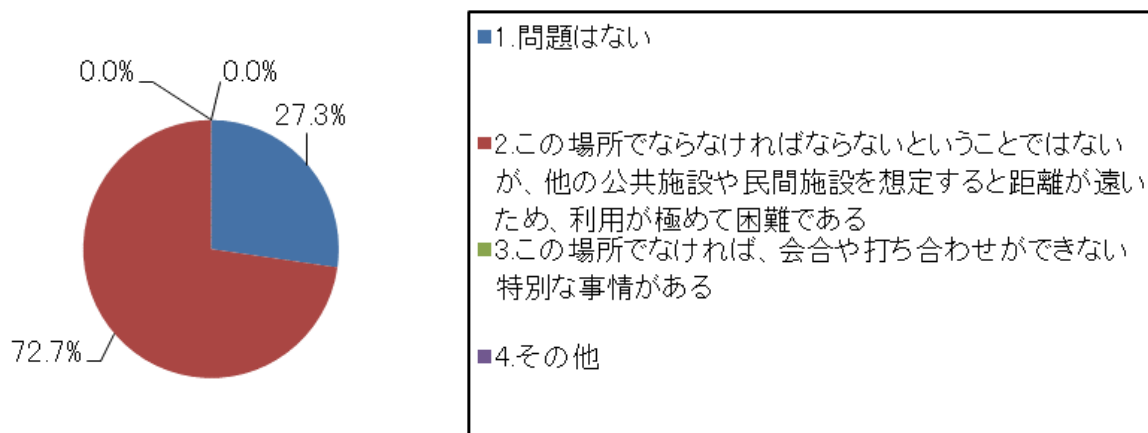 0.0%
0.0%
27.3%
72.7%
1.問題はない
2.この場所でならなければならないということではない
が、他の公共施設や民間施設を想定すると距離が遠い
ため、利用が極めて困難である
3.この場所でなければ、会合や打ち合わせができない
特別な事情がある
4.その他